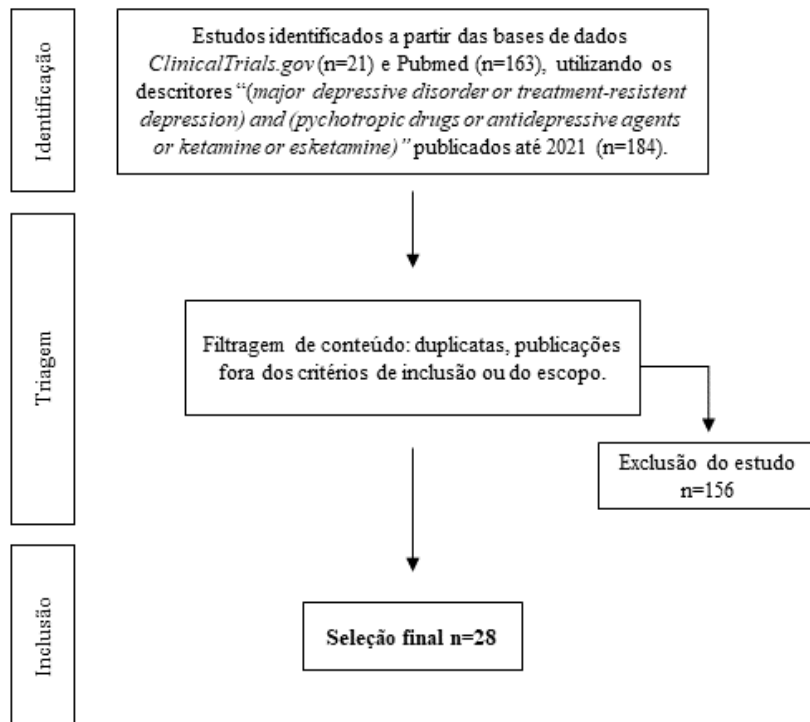 Identificação
Estudos identificados a partir das bases de dados
ClinicalTrials.gov (n=21) e Pubmed (n=163), utilizando os
descritores “(major depressive disorder or treatment-resistent
depression) and (pychotropic drugs or antidepressive agents
or ketamine or esketamine)” publicados até 2021 (n=184).
Triagem
Filtragem de conteúdo: duplicatas, publicações
fora dos critérios de inclusão ou do escopo.
Exclusão do estudo
n=156
Inclusão
Seleção final n=28